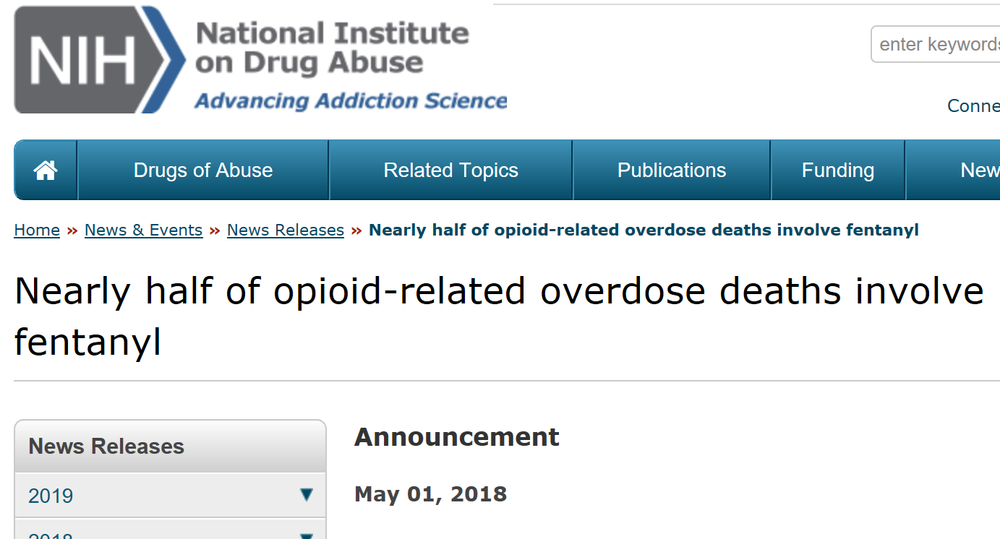 NIH
National Institute
on Drug Abuse
Advancing Addiction Science
enter keywords
Conne
Drugs of Abuse
Related Topics
Publications
Funding
New
Home » News & Events » News Releases » Nearly half of opioid-related overdose deaths involve fentanyl
Nearly half of opioid-related overdose deaths involve
fentanyl
News Releases
2019
2018
Announcement
May 01, 2018